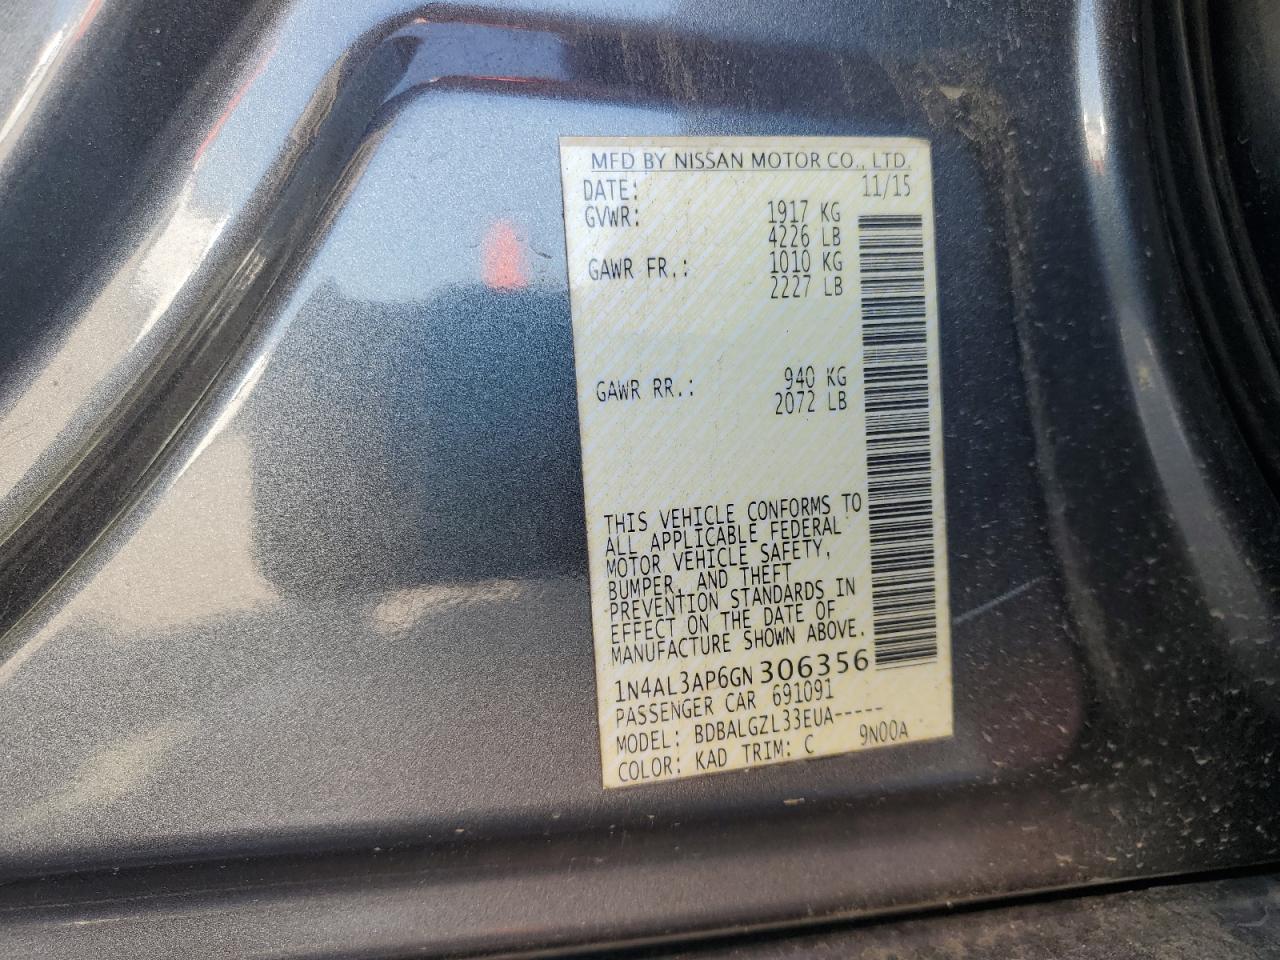 MFD BY NISSAN MOTOR CO., LTD.
DATE: 11/15
GVWR: 1917 KG
4226 LB
GAWR FR.: 1010 KG
2227 LB
GAWR RR.: 940 KG
2072 LB
THIS VEHICLE CONFORMS TO
ALL APPLICABLE FEDERAL
MOTOR VEHICLE SAFETY,
BUMPER, AND THEFT
PREVENTION STANDARDS IN
EFFECT ON THE DATE OF
MANUFACTURE SHOWN ABOVE.
1N4AL3AP6GN306356
PASSENGER CAR 691091
MODEL: BDBALGZL33EUA-----
COLOR: KAD TRIM: C 9N00A